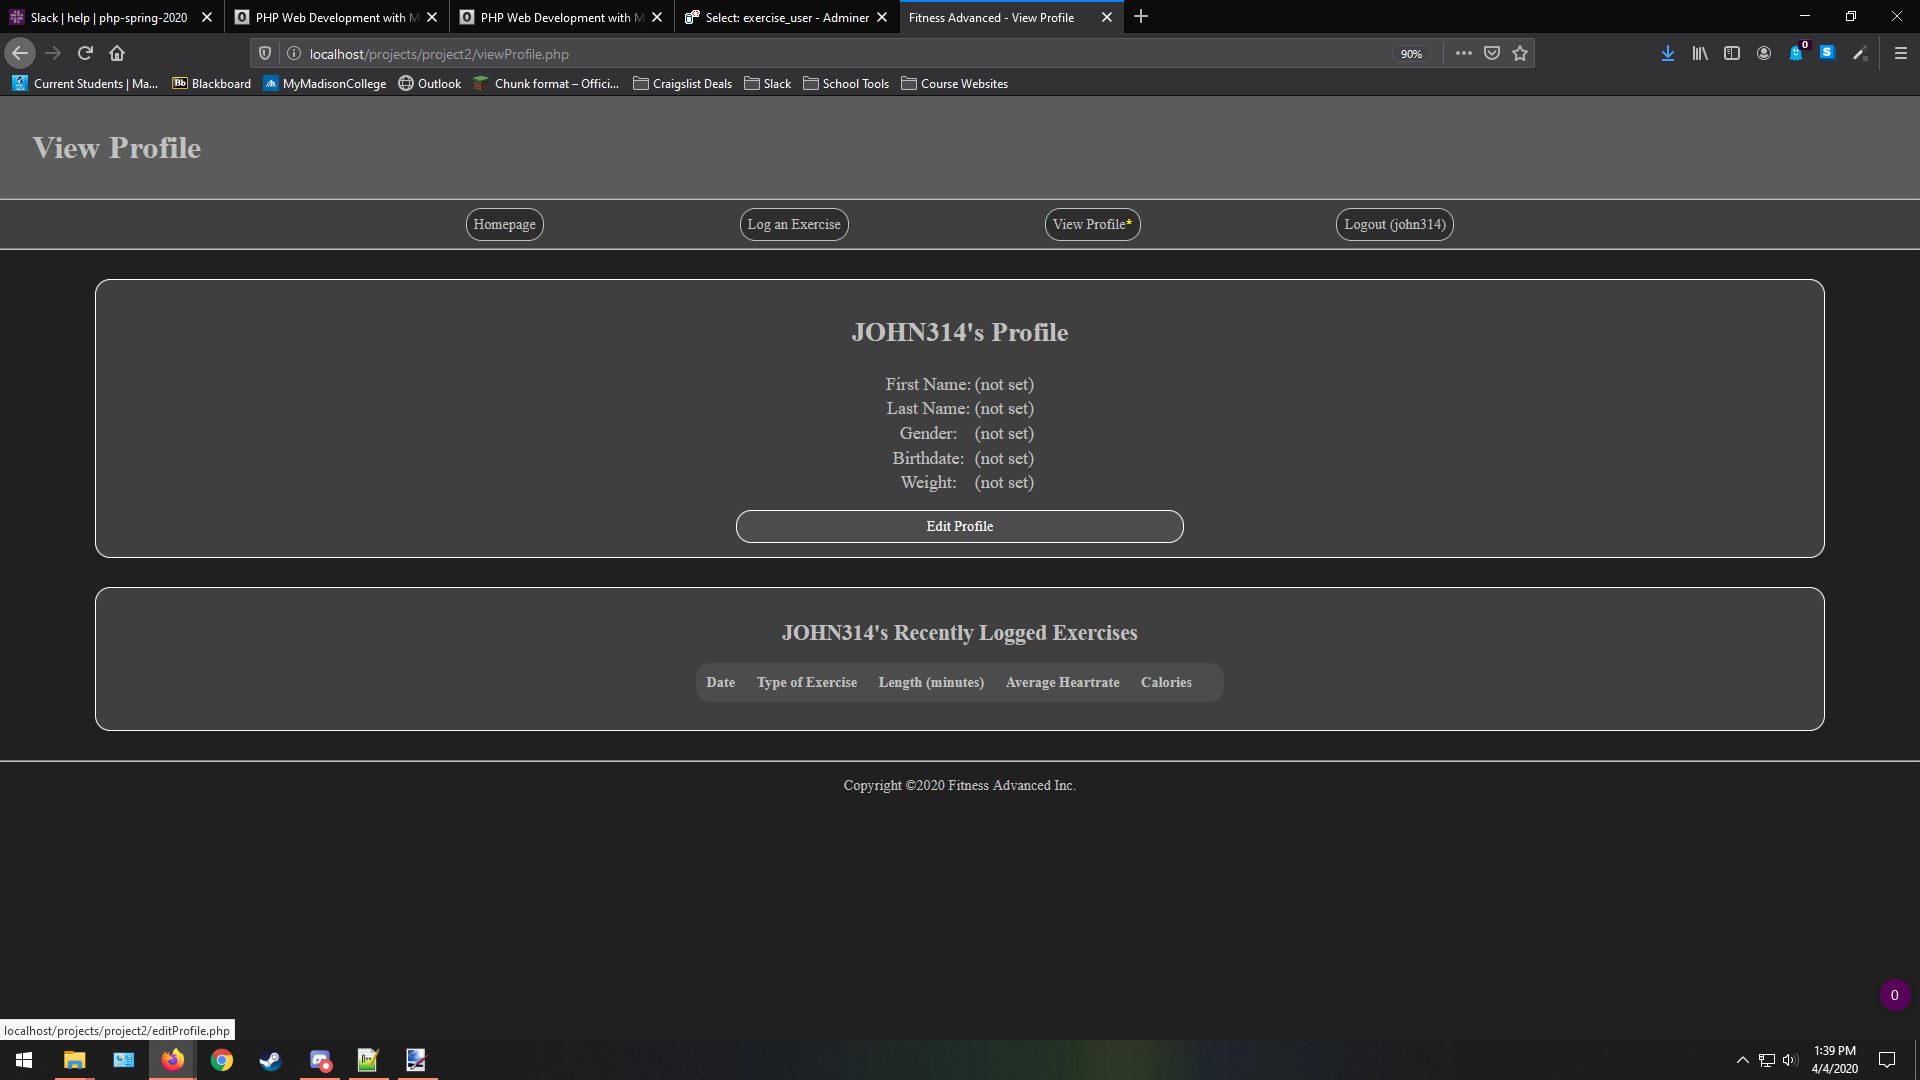 Slack | help | php-spring-2020
PHP Web Development with M
PHP Web Development with M
Select: exercise_user - Adminer
Fitness Advanced - View Profile
localhost/projects/project2/viewProfile.php
90%
0
S
Current Students | Ma...
Bb Blackboard
MyMadisonCollege
Outlook
Chunk format – Offici...
Craigslist Deals
Slack
School Tools
Course Websites
View Profile
Homepage
Log an Exercise
View Profile*
Logout (john314)
JOHN314's Profile
First Name: (not set)
Last Name: (not set)
Gender: (not set)
Birthdate: (not set)
Weight: (not set)
Edit Profile
JOHN314's Recently Logged Exercises
Date Type of Exercise Length (minutes) Average Heartrate Calories
Copyright ©2020 Fitness Advanced Inc.
0
localhost/projects/project2/editProfile.php
1:39 PM
4/4/2020